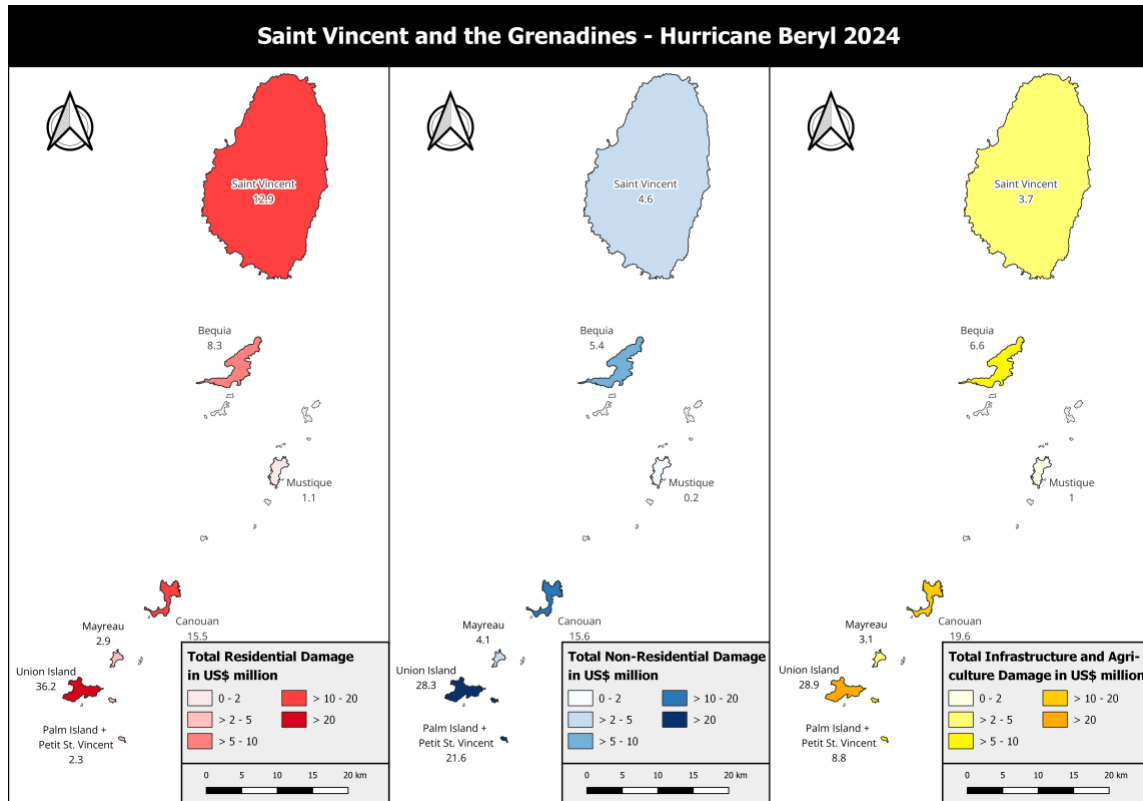 Saint Vincent and the Grenadines - Hurricane Beryl 2024
Saint Vincent
12.9
Bequia
8.3
Mustique
1.1
Canouan
15.5
Mayreau
2.9
Union Island
36.2
Palm Island +
Petit St. Vincent
2.3
Total Residential Damage
in US$ million
0 - 2
> 2 - 5
> 5 - 10
> 10 - 20
> 20
0 5 10 15 20 km
Saint Vincent
4.6
Bequia
5.4
Mustique
0.2
Canouan
15.6
Mayreau
4.1
Union Island
28.3
Palm Island +
Petit St. Vincent
21.6
Total Non-Residential Damage
in US$ million
0 - 2
> 2 - 5
> 5 - 10
> 10 - 20
> 20
0 5 10 15 20 km
Saint Vincent
3.7
Bequia
6.6
Mustique
1
Canouan
19.6
Mayreau
3.1
Union Island
28.9
Palm Island +
Petit St. Vincent
8.8
Total Infrastructure and Agri-
culture Damage in US$ million
0 - 2
> 2 - 5
> 5 - 10
> 10 - 20
> 20
0 5 10 15 20 km